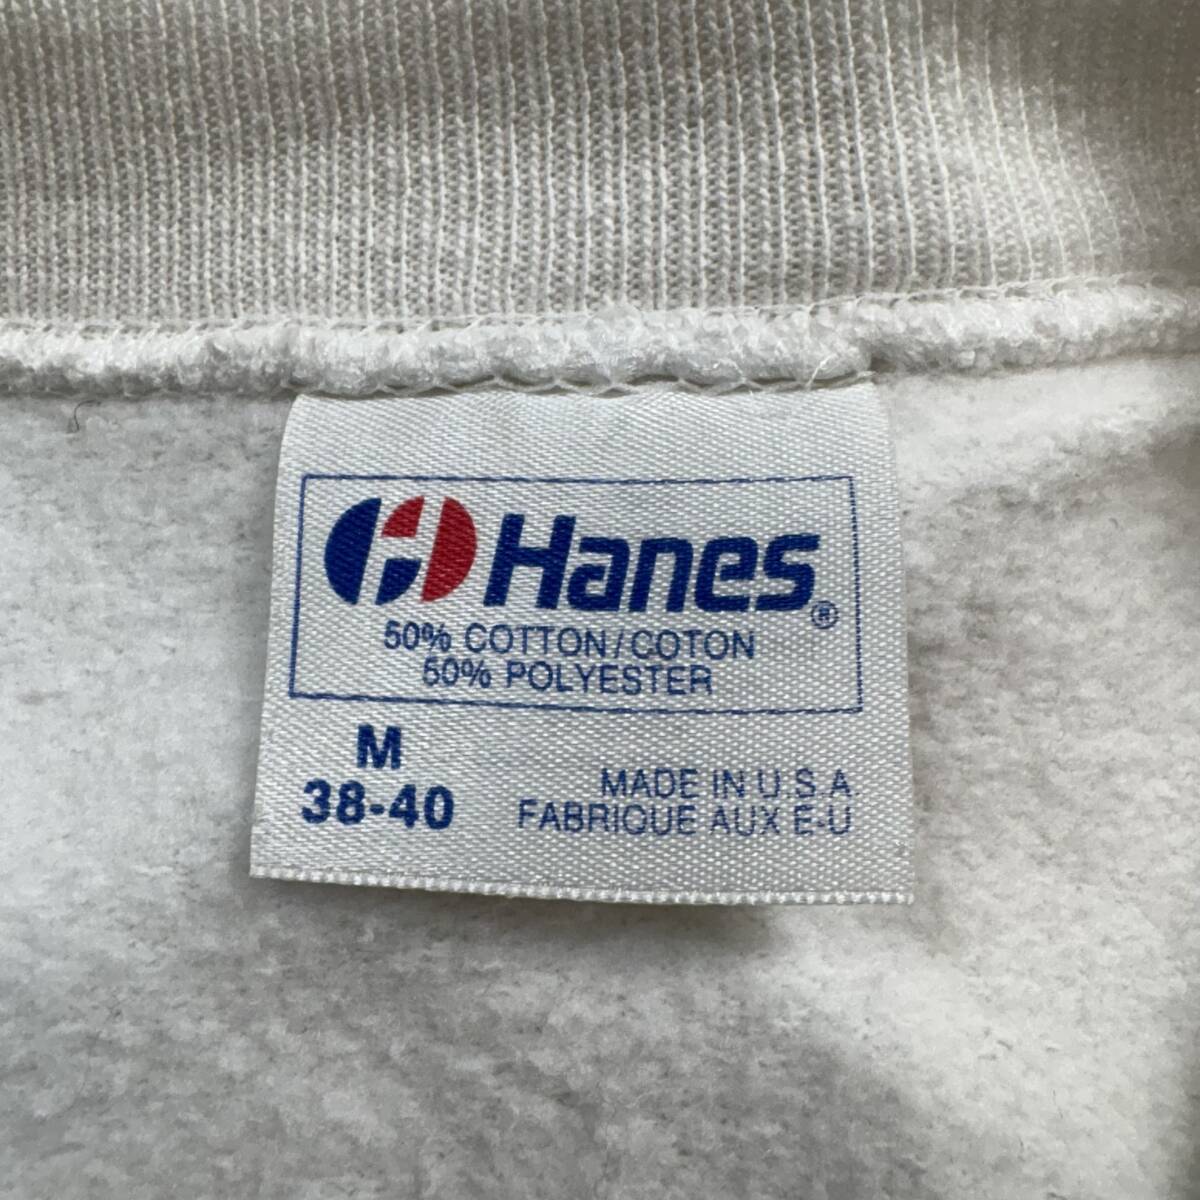 Hanes®
50% COTTON/COTON
50% POLYESTER
M
38-40
MADE IN U.S.A.
FABRIQUE AUX E-U